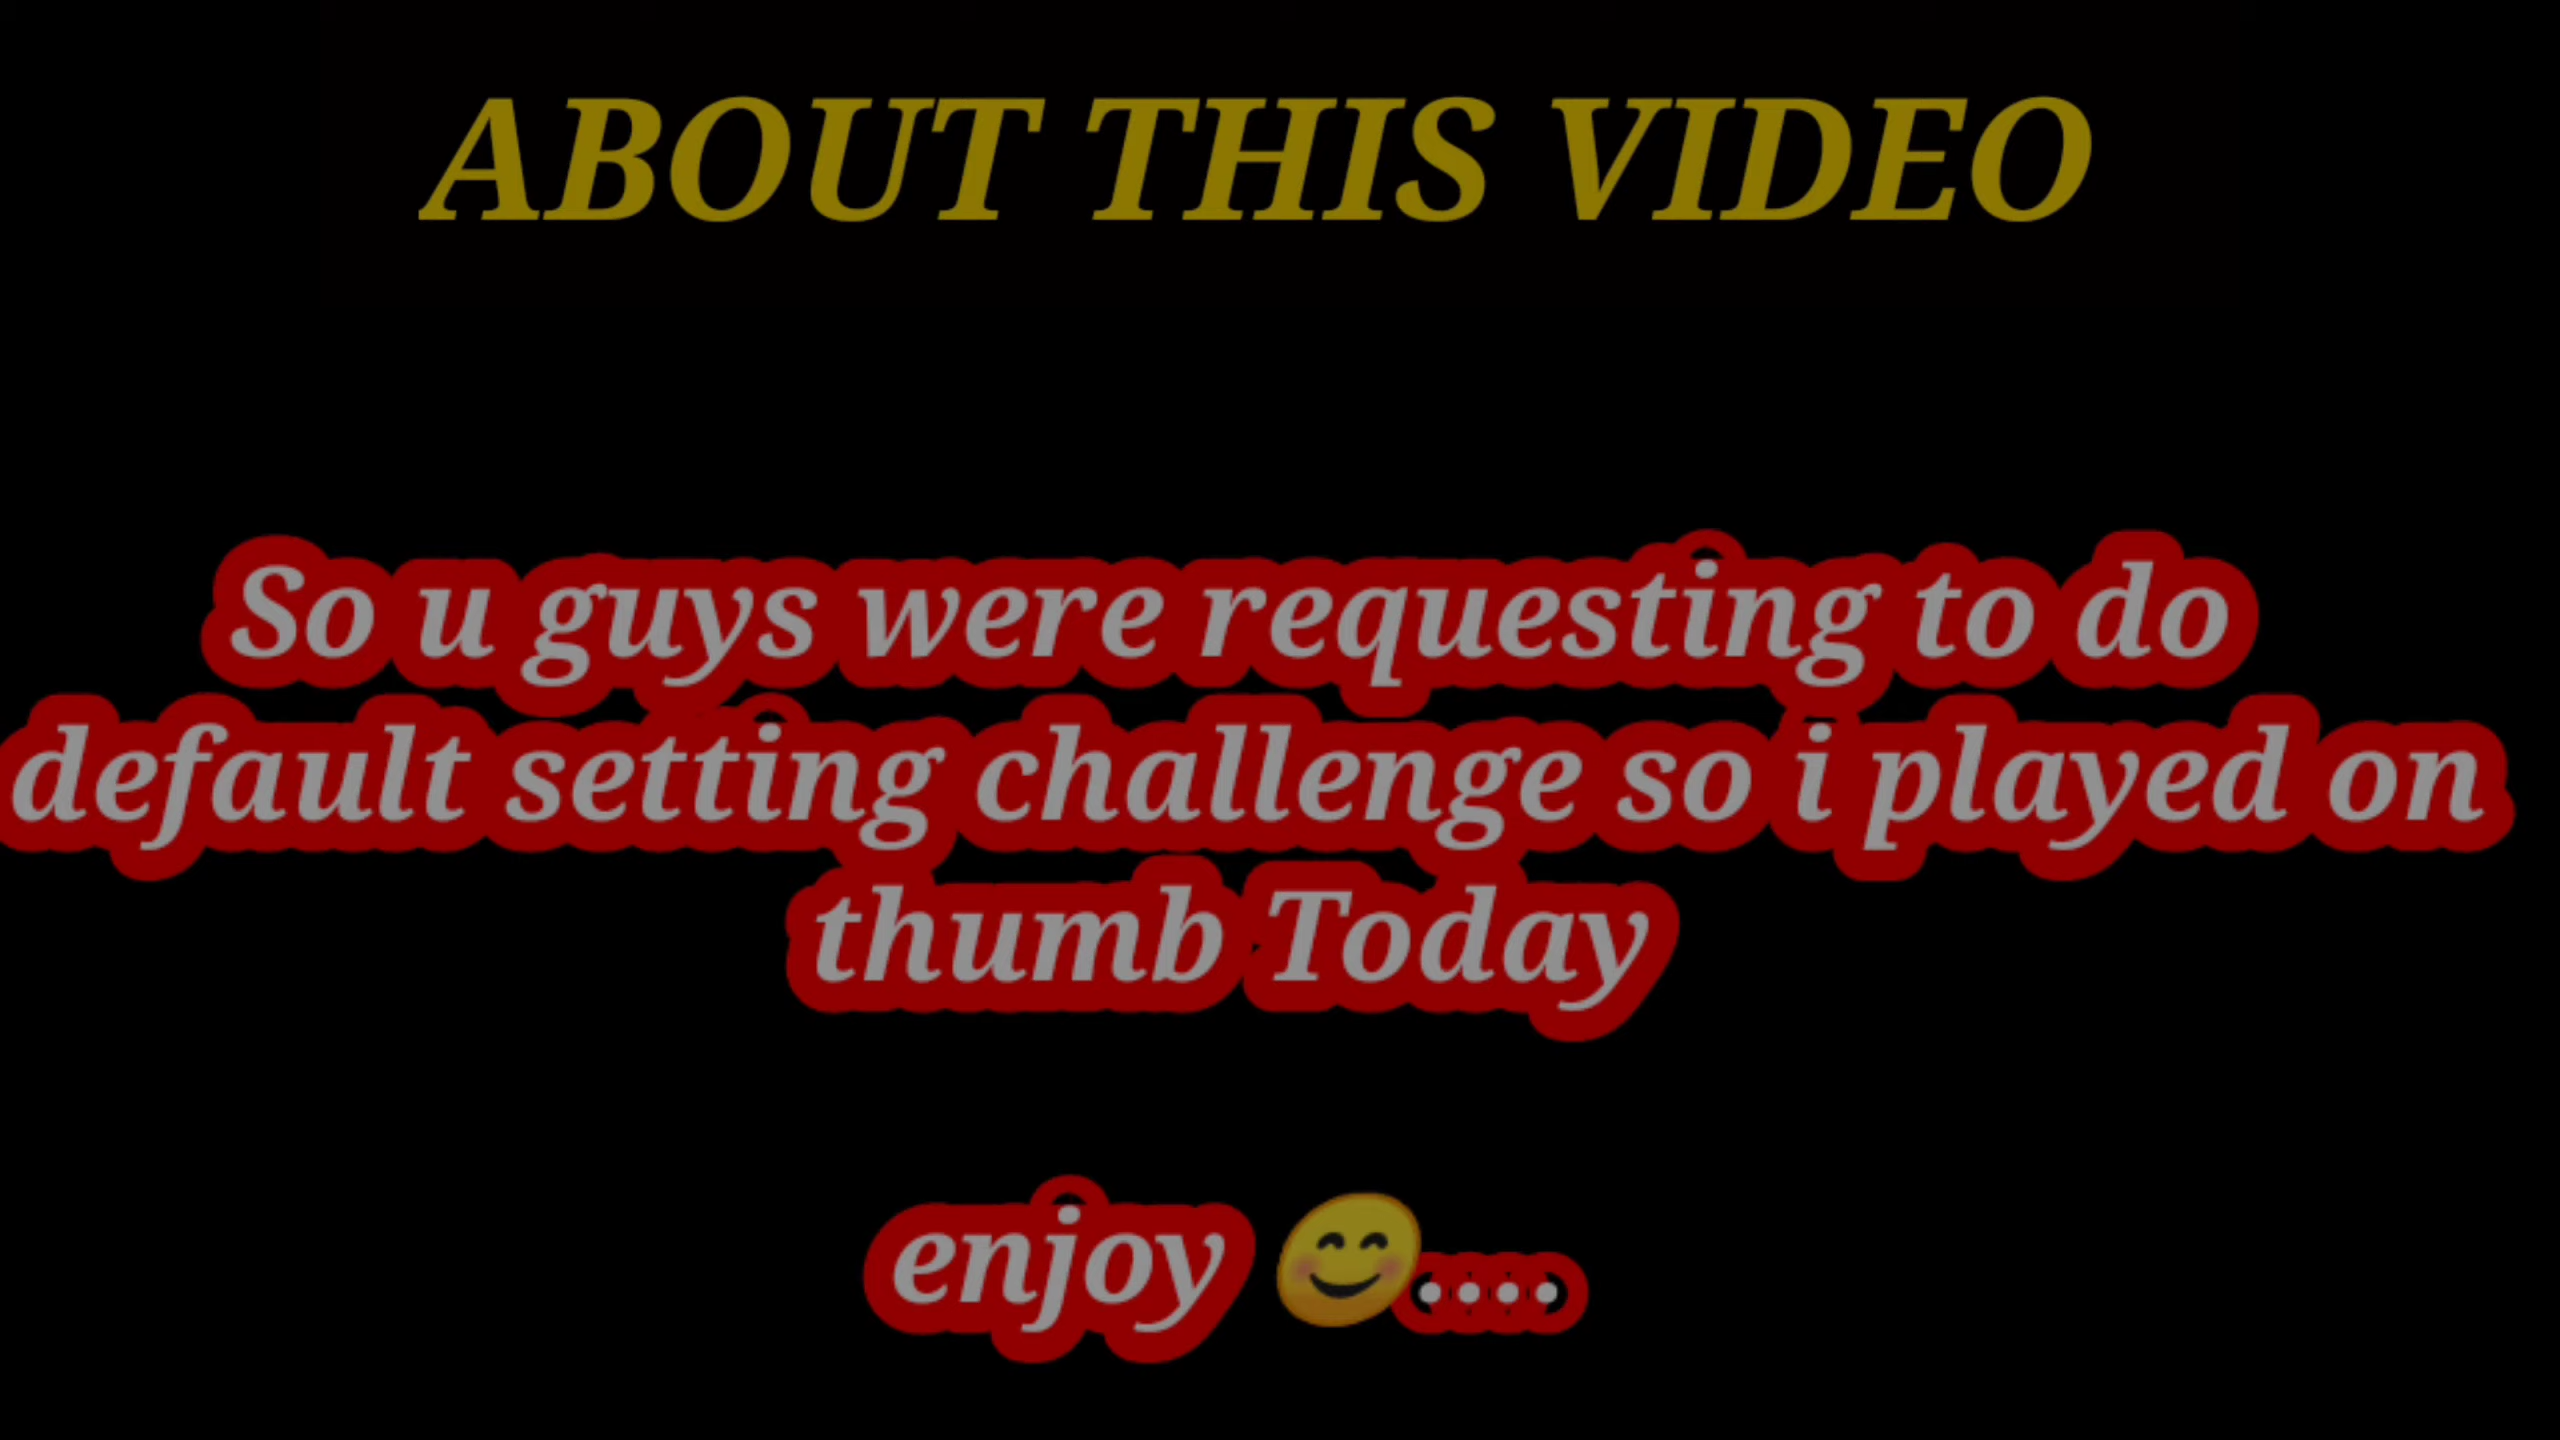 ABOUT THIS VIDEO
So u guys were requesting to do
default setting challenge so i played on
thumb Today
enjoy 😊....